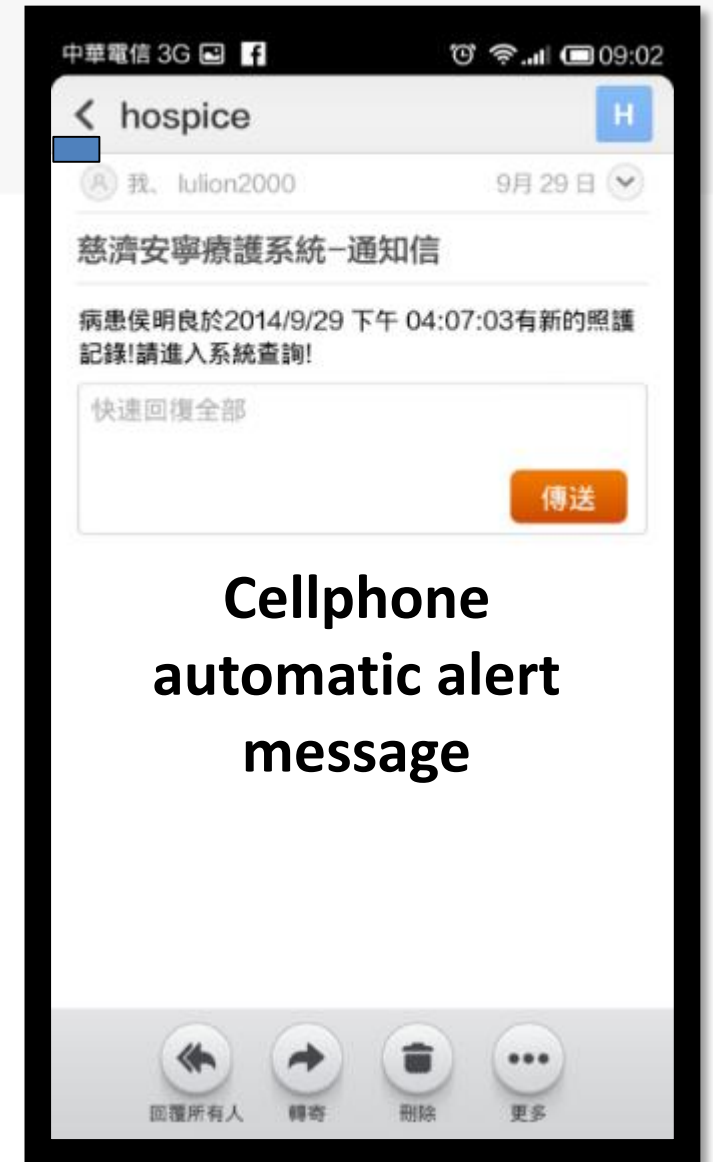 中華電信 3G 09:02
hospice H
我、 lulion2000 9月 29 日
慈濟安寧療護系統–通知信
病患侯明良於2014/9/29 下午 04:07:03有新的照護
記錄!請進入系統查詢!
快速回復全部
傳送
Cellphone
automatic alert
message
回覆所有人 轉寄 刪除 更多